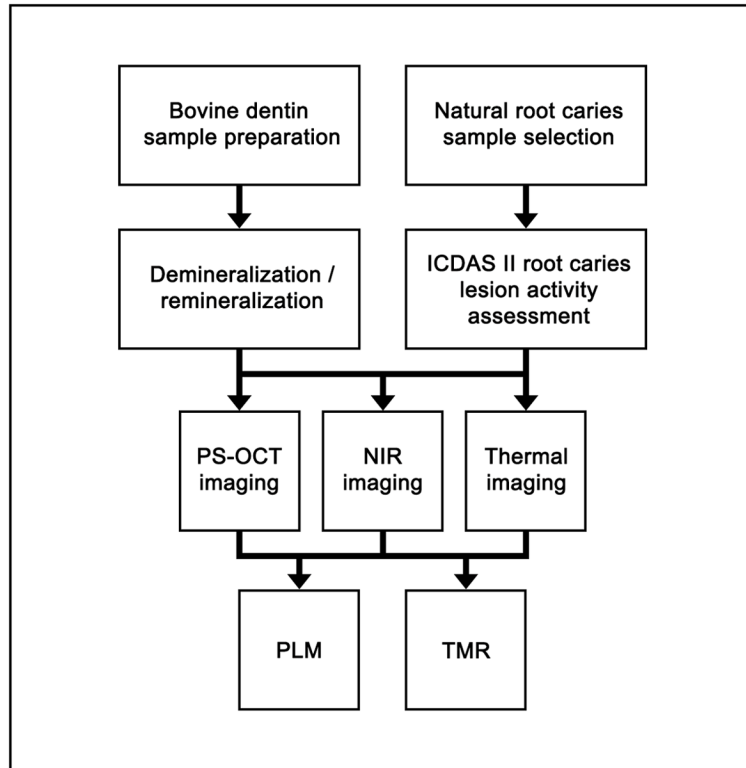 Bovine dentin
sample preparation
Natural root caries
sample selection
Demineralization /
remineralization
ICDAS II root caries
lesion activity
assessment
PS-OCT
imaging
NIR
imaging
Thermal
imaging
PLM
TMR